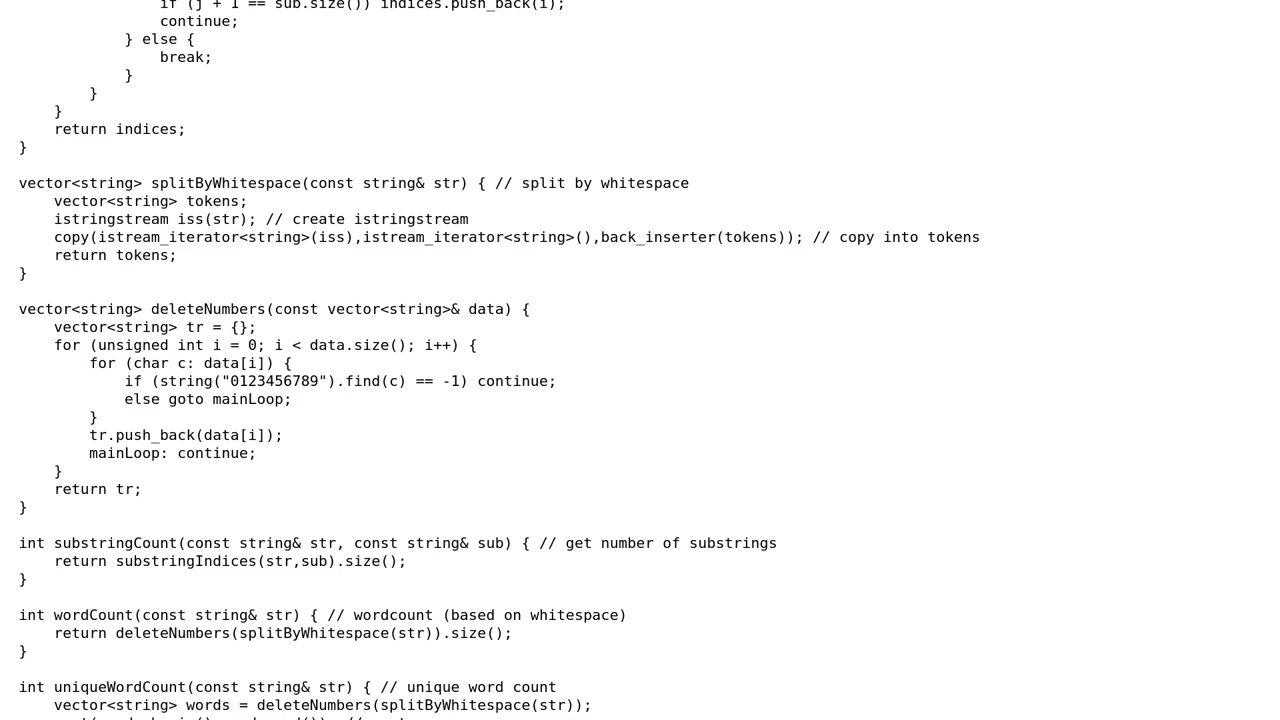 if (j + 1 == sub.size()) indices.push_back(i);
                continue;
            } else {
                break;
            }
        }
    }
    return indices;
}

vector<string> splitByWhitespace(const string& str) { // split by whitespace
    vector<string> tokens;
    istringstream iss(str); // create istringstream
    copy(istream_iterator<string>(iss),istream_iterator<string>(),back_inserter(tokens)); // copy into tokens
    return tokens;
}

vector<string> deleteNumbers(const vector<string>& data) {
    vector<string> tr = {};
    for (unsigned int i = 0; i < data.size(); i++) {
        for (char c: data[i]) {
            if (string("0123456789").find(c) == -1) continue;
            else goto mainLoop;
        }
        tr.push_back(data[i]);
        mainLoop: continue;
    }
    return tr;
}

int substringCount(const string& str, const string& sub) { // get number of substrings
    return substringIndices(str,sub).size();
}

int wordCount(const string& str) { // wordcount (based on whitespace)
    return deleteNumbers(splitByWhitespace(str)).size();
}

int uniqueWordCount(const string& str) { // unique word count
    vector<string> words = deleteNumbers(splitByWhitespace(str));